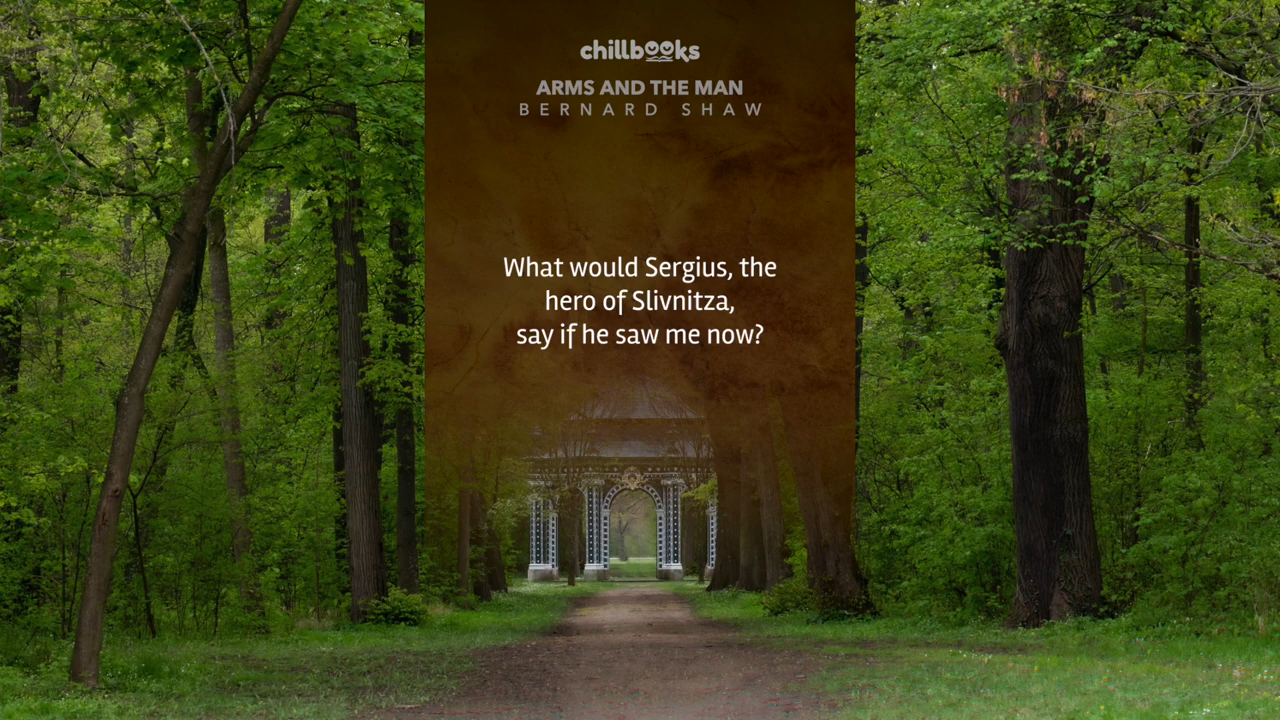 chillbooks
ARMS AND THE MAN
BERNARD SHAW
What would Sergius, the
hero of Slivnitza,
say if he saw me now?